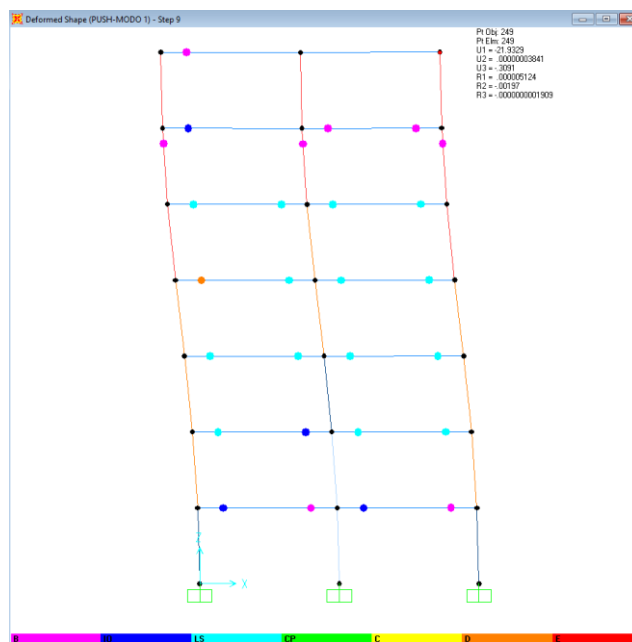 Deformed Shape (PUSH-MODO 1) - Step 9
Pt Obj: 249
Pt Elm: 249
U1 = -21.9329
U2 = .00000003841
U3 = -.3091
R1 = .000005124
R2 = -.00197
R3 = -.0000000001909
X
B IO LS CP C D E